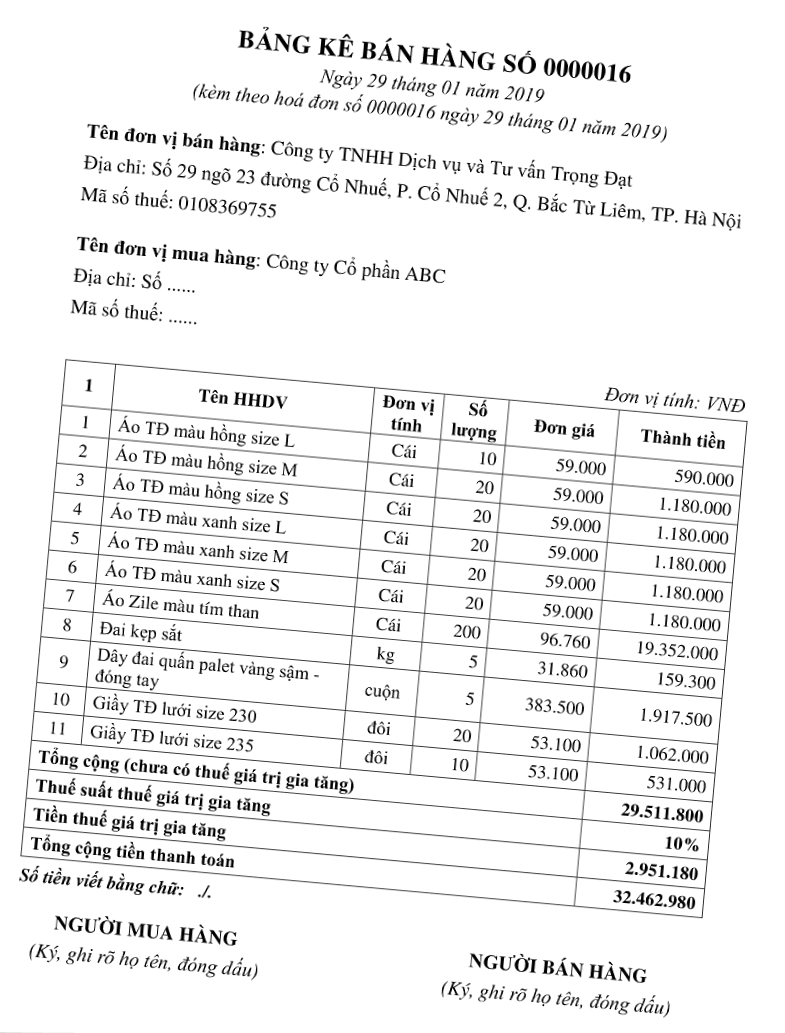 BẢNG KÊ BÁN HÀNG SỐ 0000016
Ngày 29 tháng 01 năm 2019
(kèm theo hoá đơn số 0000016 ngày 29 tháng 01 năm 2019)
Tên đơn vị bán hàng: Công ty TNHH Dịch vụ và Tư vấn Trọng Đạt
Địa chỉ: Số 29 ngõ 23 đường Cổ Nhuế, P. Cổ Nhuế 2, Q. Bắc Từ Liêm, TP. Hà Nội
Mã số thuế: 0108369755
Tên đơn vị mua hàng: Công ty Cổ phần ABC
Địa chỉ: Số ......
Mã số thuế: ......
Đơn vị tính: VNĐ
1 Tên HHDV Đơn vị tính Số lượng Đơn giá Thành tiền
1 Áo TĐ màu hồng size L Cái 10 59.000 590.000
2 Áo TĐ màu hồng size M Cái 20 59.000 1.180.000
3 Áo TĐ màu hồng size S Cái 20 59.000 1.180.000
4 Áo TĐ màu xanh size L Cái 20 59.000 1.180.000
5 Áo TĐ màu xanh size M Cái 20 59.000 1.180.000
6 Áo TĐ màu xanh size S Cái 20 59.000 1.180.000
7 Áo Zile màu tím than Cái 200 96.760 19.352.000
8 Đai kẹp sắt kg 5 31.860 159.300
9 Dây đai quấn palet vàng sậm -
đóng tay cuộn 5 383.500 1.917.500
10 Giầy TĐ lưới size 230 đôi 20 53.100 1.062.000
11 Giầy TĐ lưới size 235 đôi 10 53.100 531.000
Tổng cộng (chưa có thuế giá trị gia tăng) 29.511.800
Thuế suất thuế giá trị gia tăng 10%
Tiền thuế giá trị gia tăng 2.951.180
Tổng cộng tiền thanh toán 32.462.980
Số tiền viết bằng chữ: ./.
NGƯỜI MUA HÀNG
(Ký, ghi rõ họ tên, đóng dấu)
NGƯỜI BÁN HÀNG
(Ký, ghi rõ họ tên, đóng dấu)